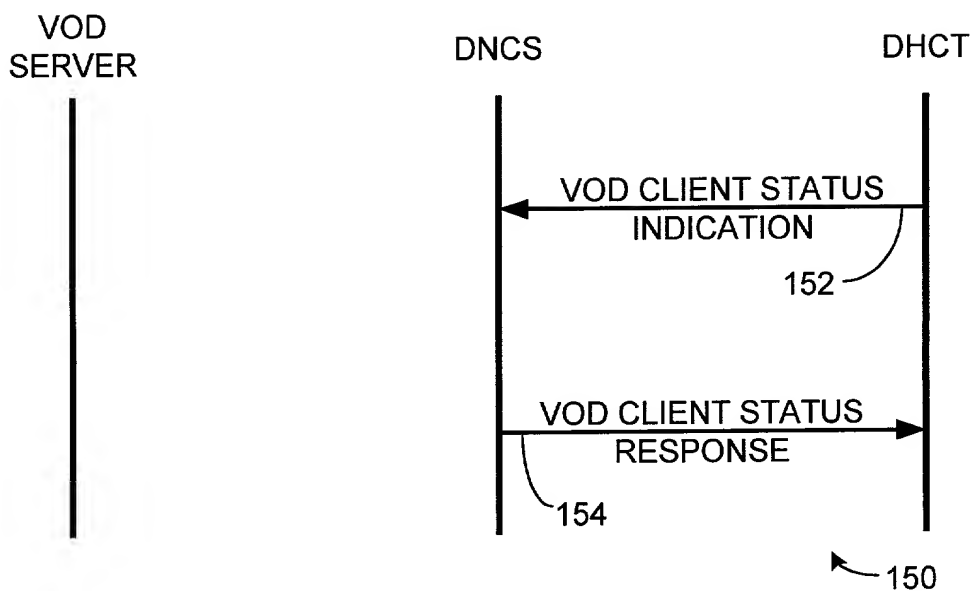 VOD
SERVER
DNCS
DHCT
VOD CLIENT STATUS
INDICATION
152
VOD CLIENT STATUS
RESPONSE
154
150